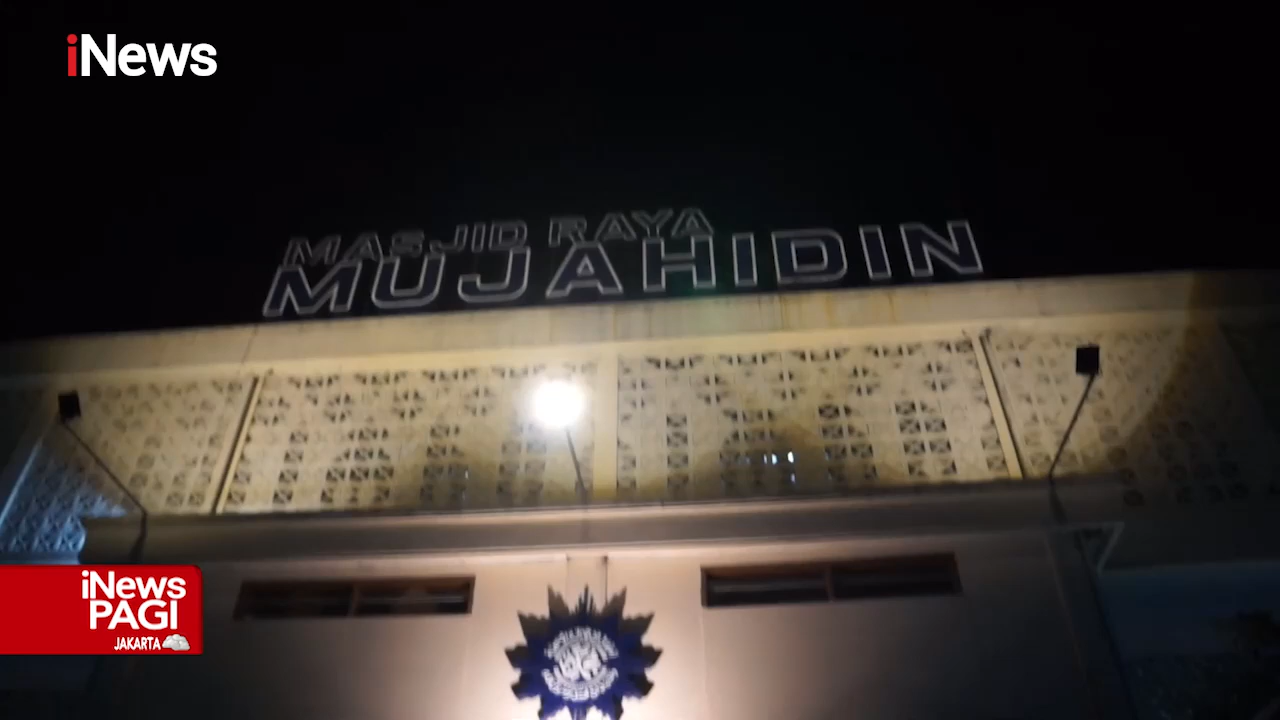 iNews
MASJID RAYA
MUJAHIDIN
iNews
PAGI
JAKARTA